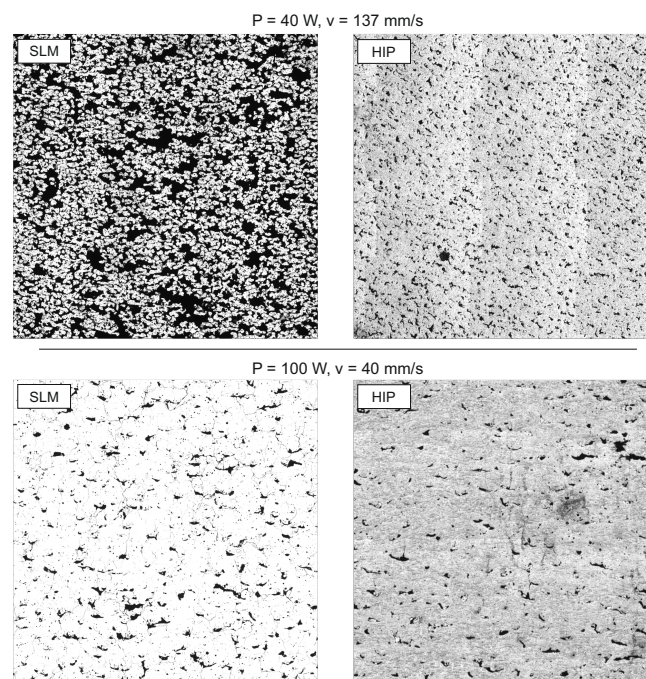 P = 40 W, v = 137 mm/s
SLM
HIP
P = 100 W, v = 40 mm/s
SLM
HIP